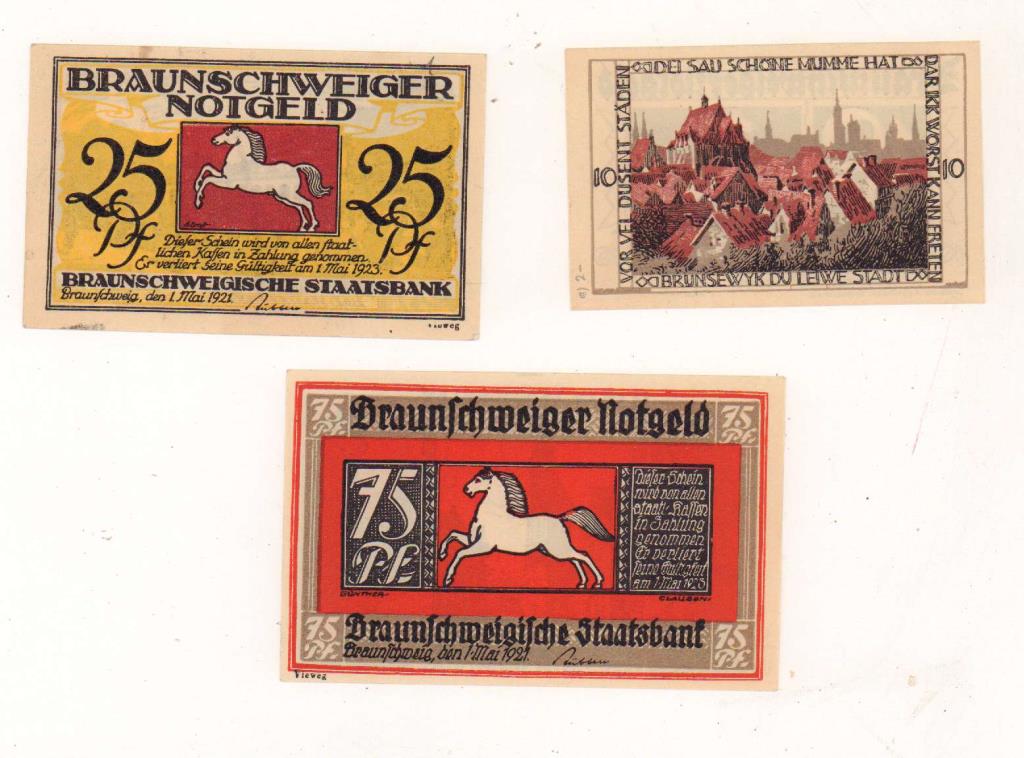 BRAUNSCHWEIGER
NOTGELD
25 25
Pf Pf
Dieser Schein wird von allen staat-
lichen Kassen in Zahlung genommen.
Er verliert seine Gültigkeit am 1. Mai 1923.
BRAUNSCHWEIGISCHE STAATSBANK
Braunschweig, den 1. Mai 1921.
Vieweg
VOR VEL DUSENT STÄDEN
DEI SAU SCHÖNE MUMME HAT
DAR IKK WORST KANN FRETEN
BRUNSEWYK DU LEIWE STADT
10 10
e) 2-
75 Pf. Braunschweiger Notgeld 75 Pf.
75
Pf.
Dieser Schein
wird von allen
staatl. Kassen
in Zahlung
genommen
Er verliert
seine Gültigkeit
am 1. Mai 1923
GÜNTHER- CLAUSEN.
75 Pf. Braunschweigische Staatsbank 75 Pf.
Braunschweig, den 1. Mai 1921.
Vieweg